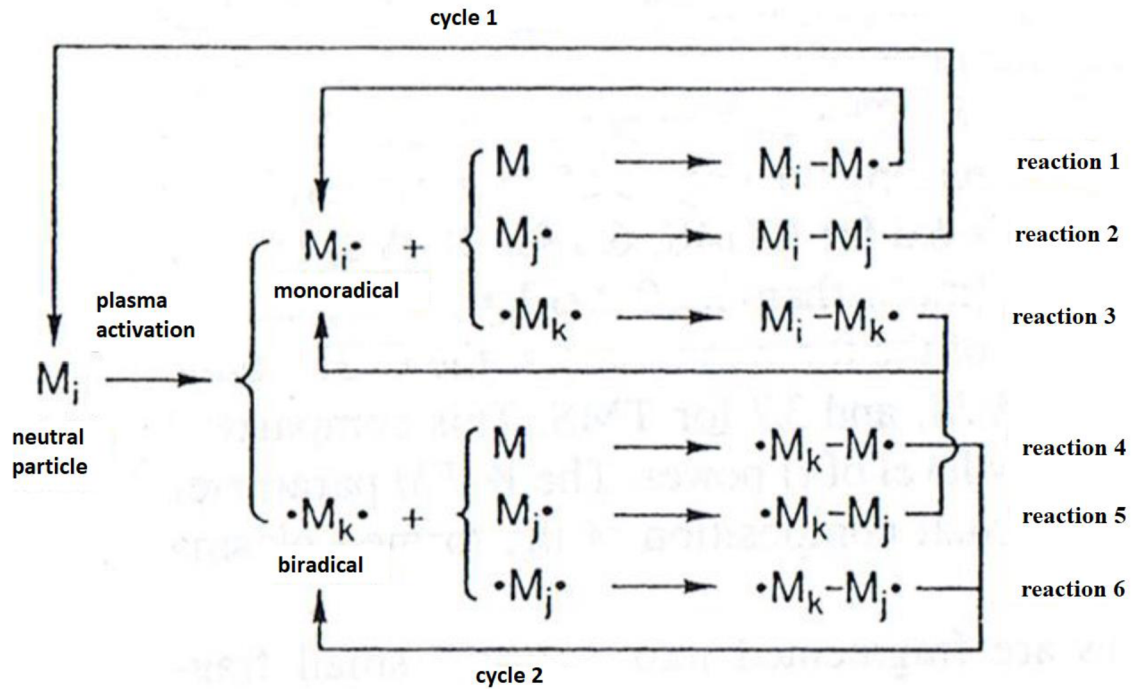 cycle 1
M → Mᵢ–M• reaction 1
Mⱼ• → Mᵢ–Mⱼ reaction 2
Mᵢ• +
monoradical
•Mₖ• → Mᵢ–Mₖ• reaction 3
plasma
activation
Mᵢ →
neutral
particle
M → •Mₖ–M• reaction 4
•Mₖ• + Mⱼ• → •Mₖ–Mⱼ reaction 5
biradical
•Mⱼ• → •Mₖ–Mⱼ• reaction 6
cycle 2